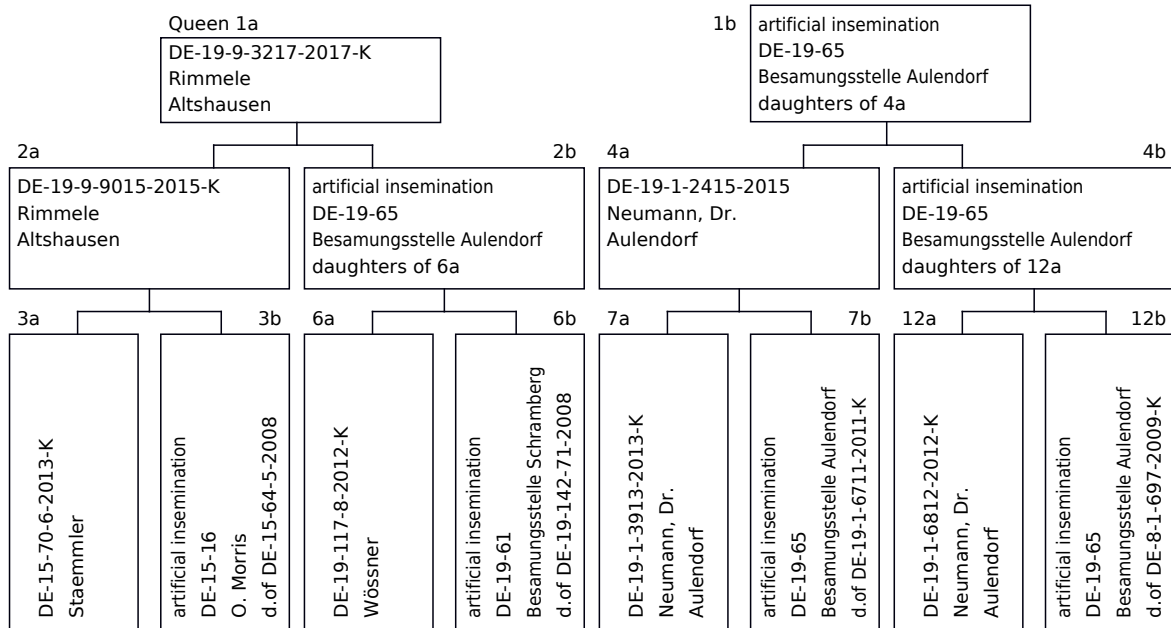 Queen 1a
DE-19-9-3217-2017-K
Rimmele
Altshausen
1b
artificial insemination
DE-19-65
Besamungsstelle Aulendorf
daughters of 4a
2a
DE-19-9-9015-2015-K
Rimmele
Altshausen
2b
artificial insemination
DE-19-65
Besamungsstelle Aulendorf
daughters of 6a
4a
DE-19-1-2415-2015
Neumann, Dr.
Aulendorf
4b
artificial insemination
DE-19-65
Besamungsstelle Aulendorf
daughters of 12a
3a
DE-15-70-6-2013-K
Staemmler
3b
artificial insemination
DE-15-16
O. Morris
d.of DE-15-64-5-2008
6a
DE-19-117-8-2012-K
Wössner
6b
artificial insemination
DE-19-61
Besamungsstelle Schramberg
d.of DE-19-142-71-2008
7a
DE-19-1-3913-2013-K
Neumann, Dr.
Aulendorf
7b
artificial insemination
DE-19-65
Besamungsstelle Aulendorf
d.of DE-19-1-6711-2011-K
12a
DE-19-1-6812-2012-K
Neumann, Dr.
Aulendorf
12b
artificial insemination
DE-19-65
Besamungsstelle Aulendorf
d.of DE-8-1-697-2009-K